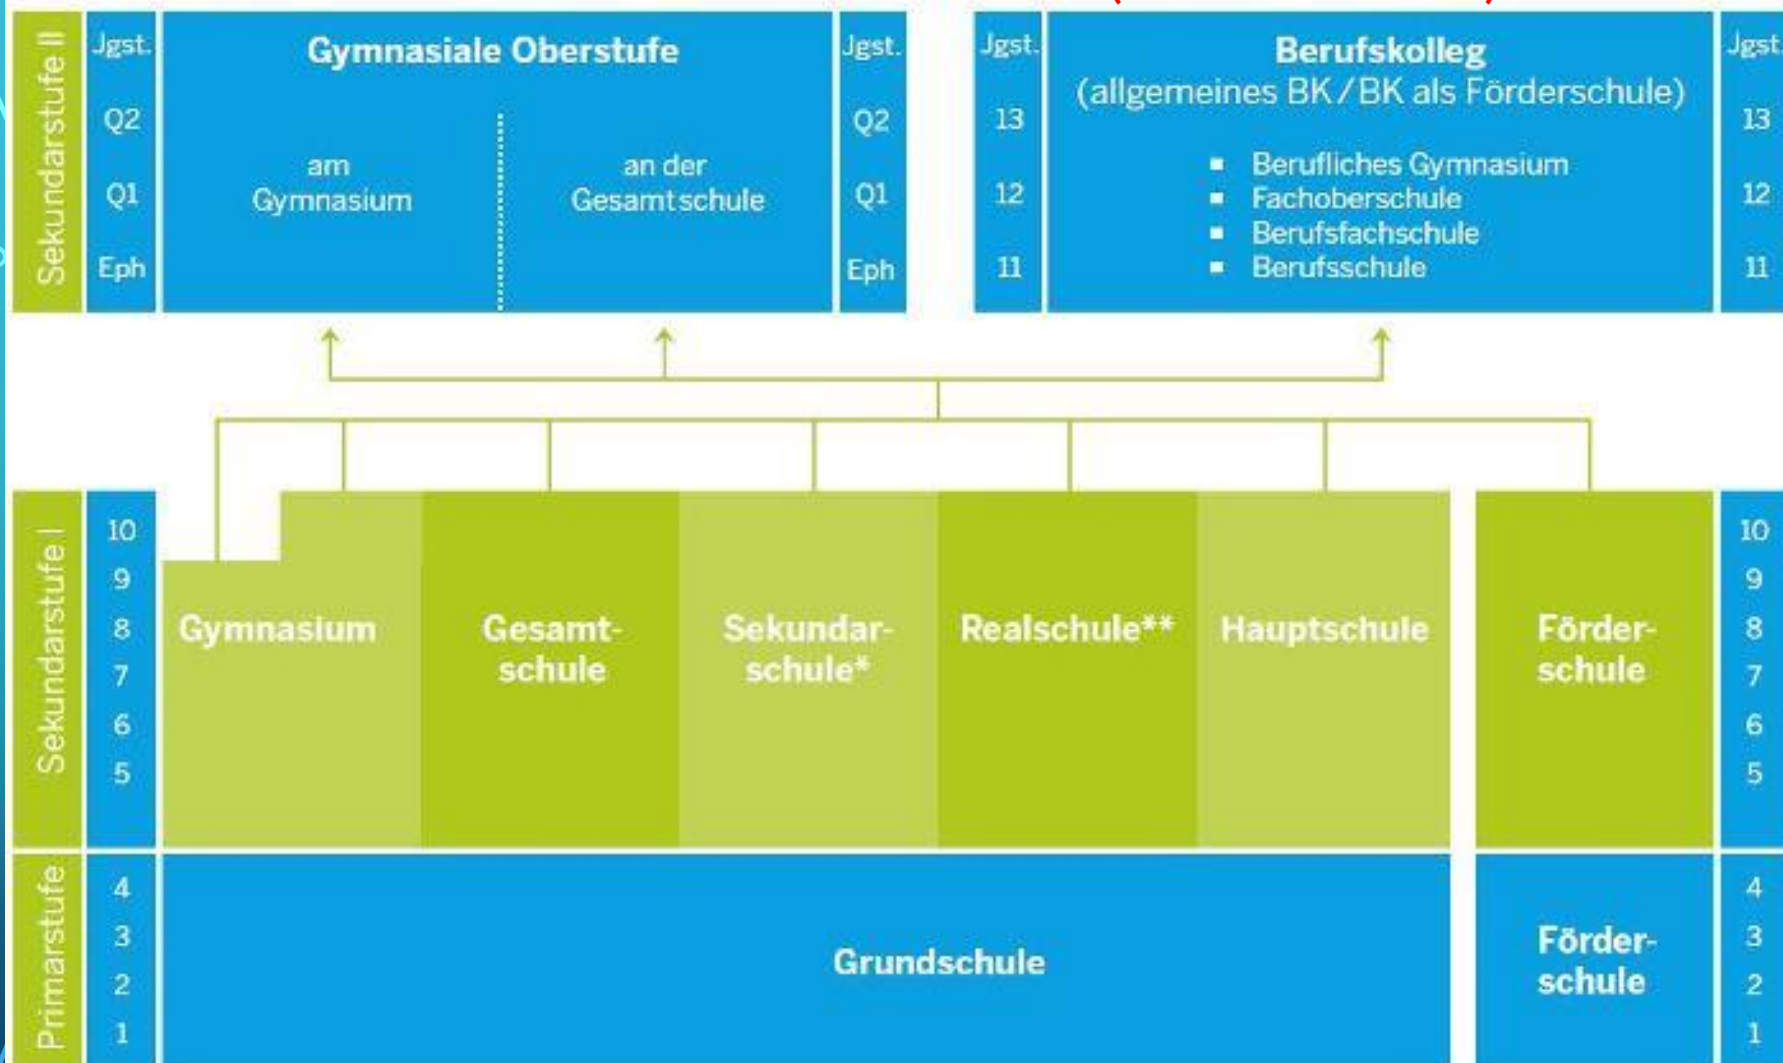 Sekundarstufe II
Jgst.
Q2
Q1
Eph
Gymnasiale Oberstufe
am
Gymnasium
an der
Gesamtschule
Jgst.
Q2
Q1
Eph
Jgst.
13
12
11
Berufskolleg
(allgemeines BK/BK als Förderschule)
▪ Berufliches Gymnasium
▪ Fachoberschule
▪ Berufsfachschule
▪ Berufsschule
Jgst.
13
12
11
Sekundarstufe I
10
9
8
7
6
5
Gymnasium
Gesamt-
schule
Sekundar-
schule*
Realschule**
Hauptschule
Förder-
schule
10
9
8
7
6
5
Primarstufe
4
3
2
1
Grundschule
Förder-
schule
4
3
2
1